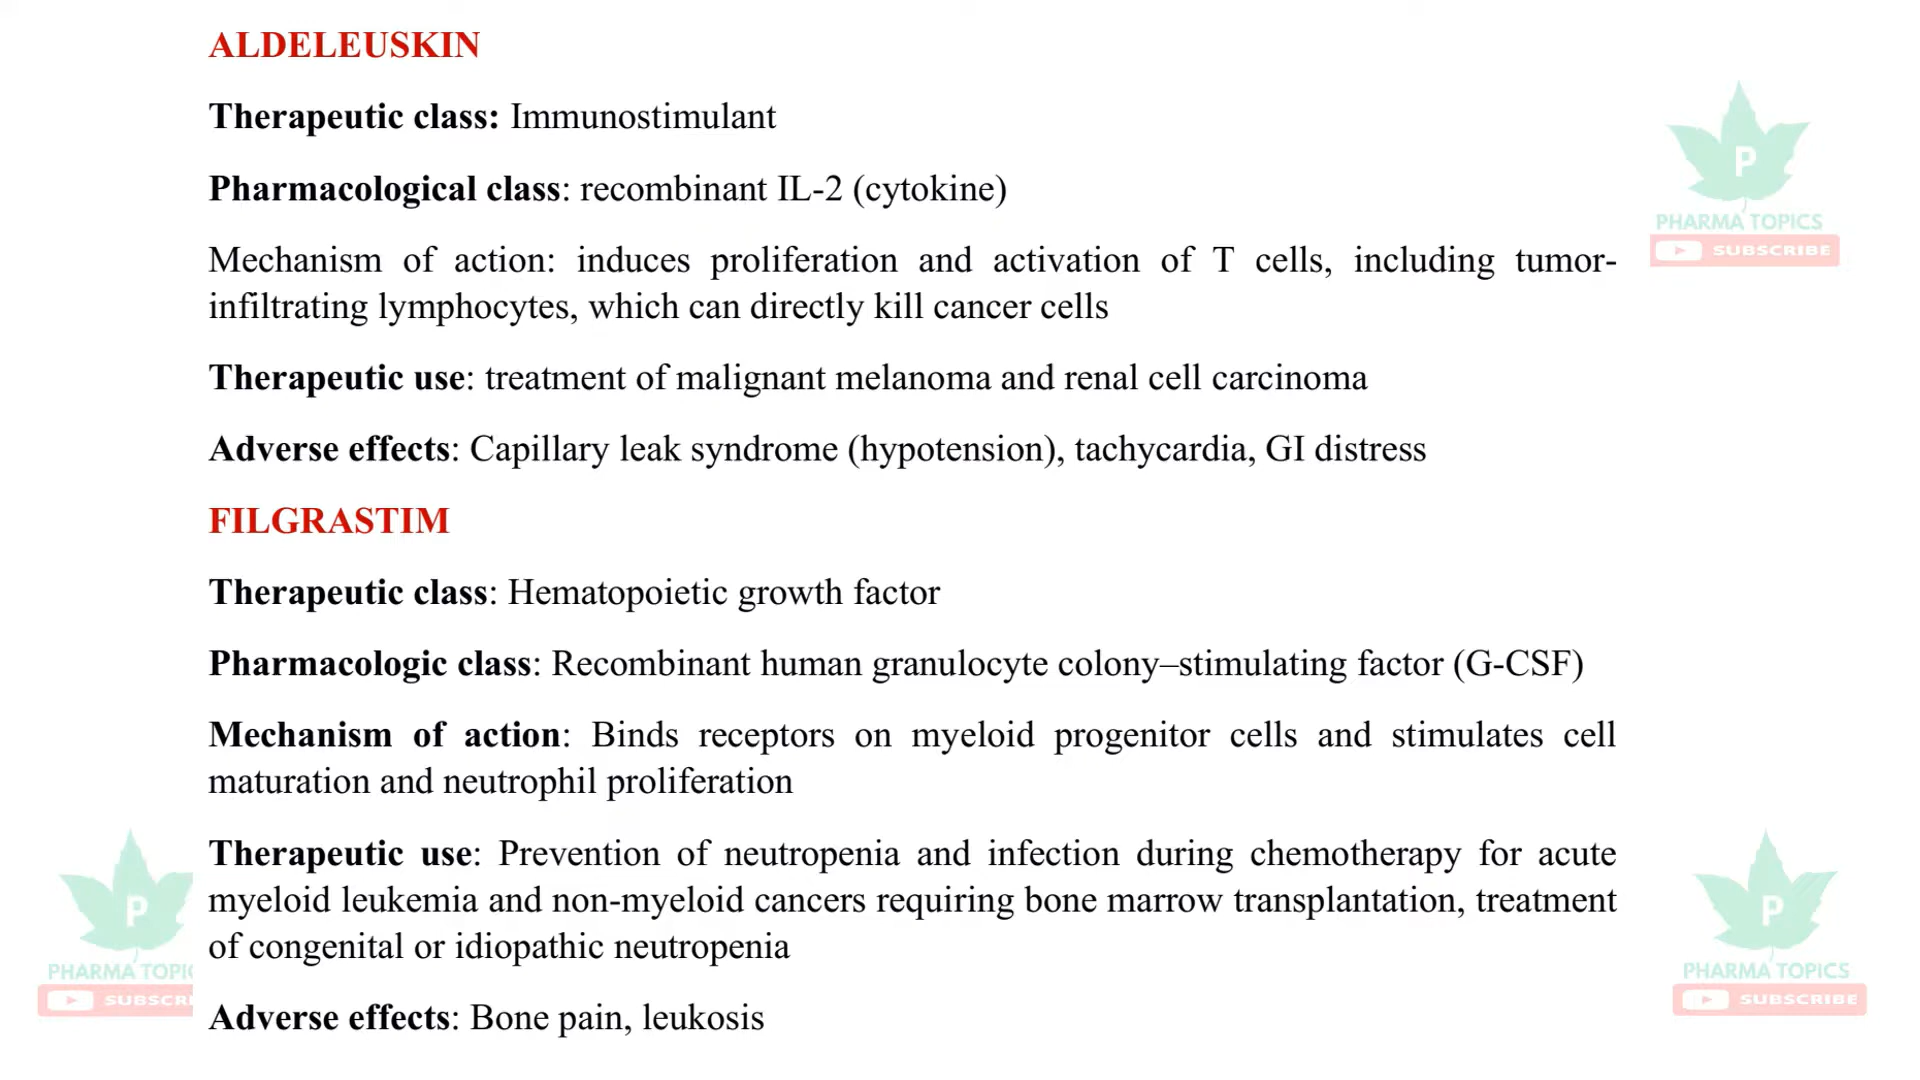 ALDELEUSKIN
Therapeutic class: Immunostimulant
Pharmacological class: recombinant IL-2 (cytokine)
Mechanism of action: induces proliferation and activation of T cells, including tumor-
infiltrating lymphocytes, which can directly kill cancer cells
Therapeutic use: treatment of malignant melanoma and renal cell carcinoma
Adverse effects: Capillary leak syndrome (hypotension), tachycardia, GI distress
FILGRASTIM
Therapeutic class: Hematopoietic growth factor
Pharmacologic class: Recombinant human granulocyte colony–stimulating factor (G-CSF)
Mechanism of action: Binds receptors on myeloid progenitor cells and stimulates cell
maturation and neutrophil proliferation
Therapeutic use: Prevention of neutropenia and infection during chemotherapy for acute
myeloid leukemia and non-myeloid cancers requiring bone marrow transplantation, treatment
of congenital or idiopathic neutropenia
Adverse effects: Bone pain, leukosis
P
PHARMA TOPICS
SUBSCRIBE
P
PHARMA TOPIC
SUBSCRI
P
PHARMA TOPICS
SUBSCRIBE